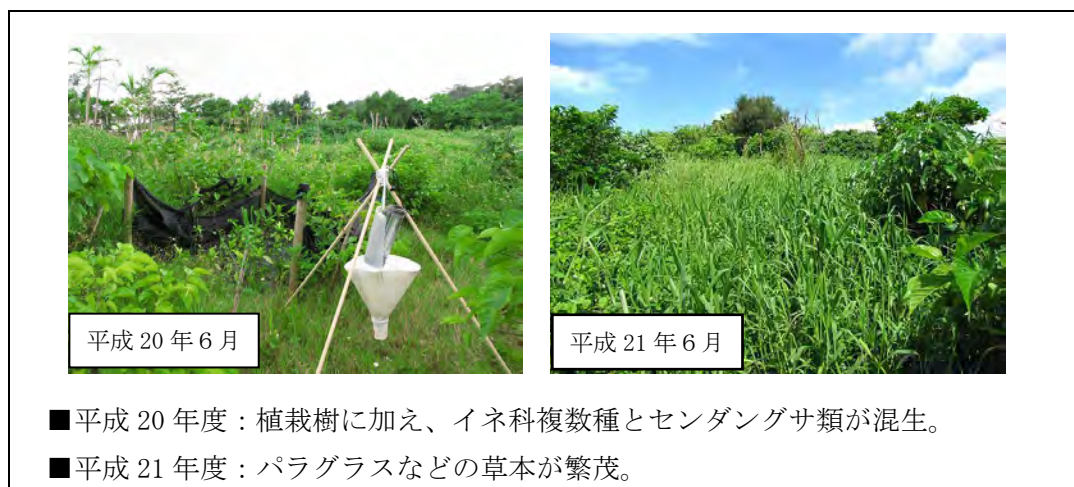 平成 20 年６月
平成 21 年６月
■平成 20 年度：植栽樹に加え、イネ科複数種とセンダングサ類が混生。
■平成 21 年度：パラグラスなどの草本が繁茂。